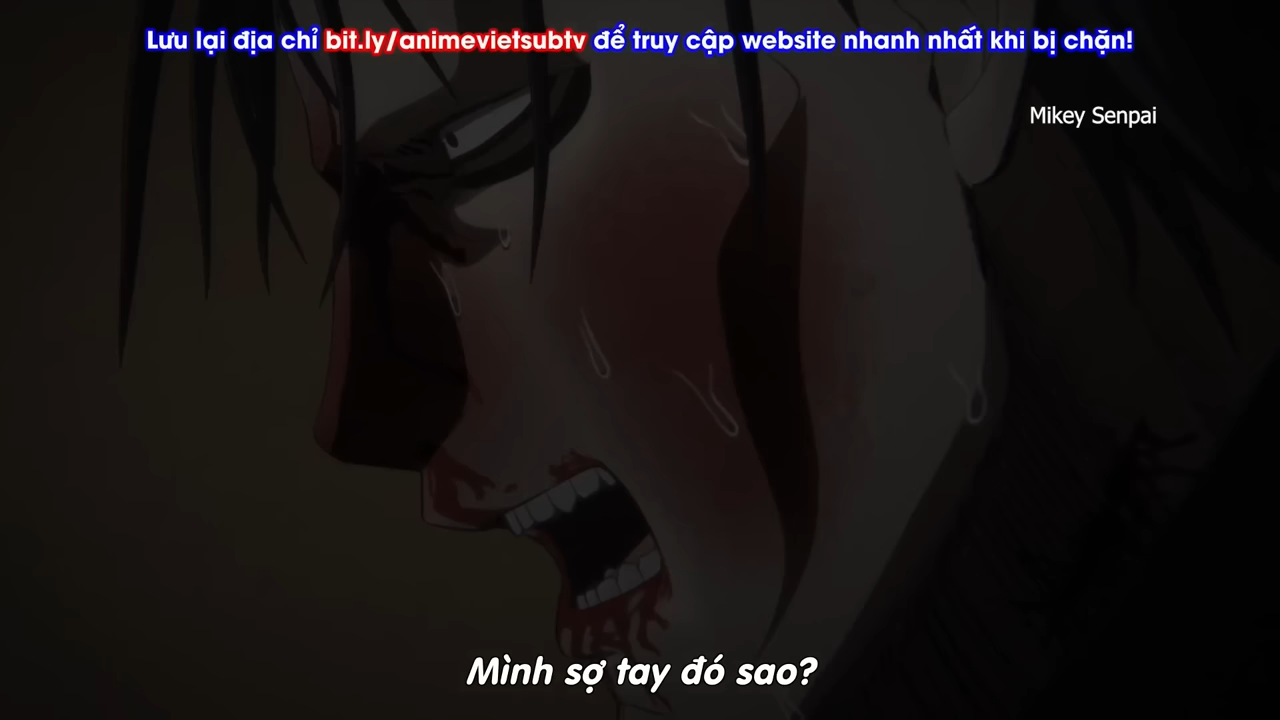 Lưu lại địa chỉ bit.ly/animevietsubtv để truy cập website nhanh nhất khi bị chặn!
Mikey Senpai
Mình sợ tay đó sao?